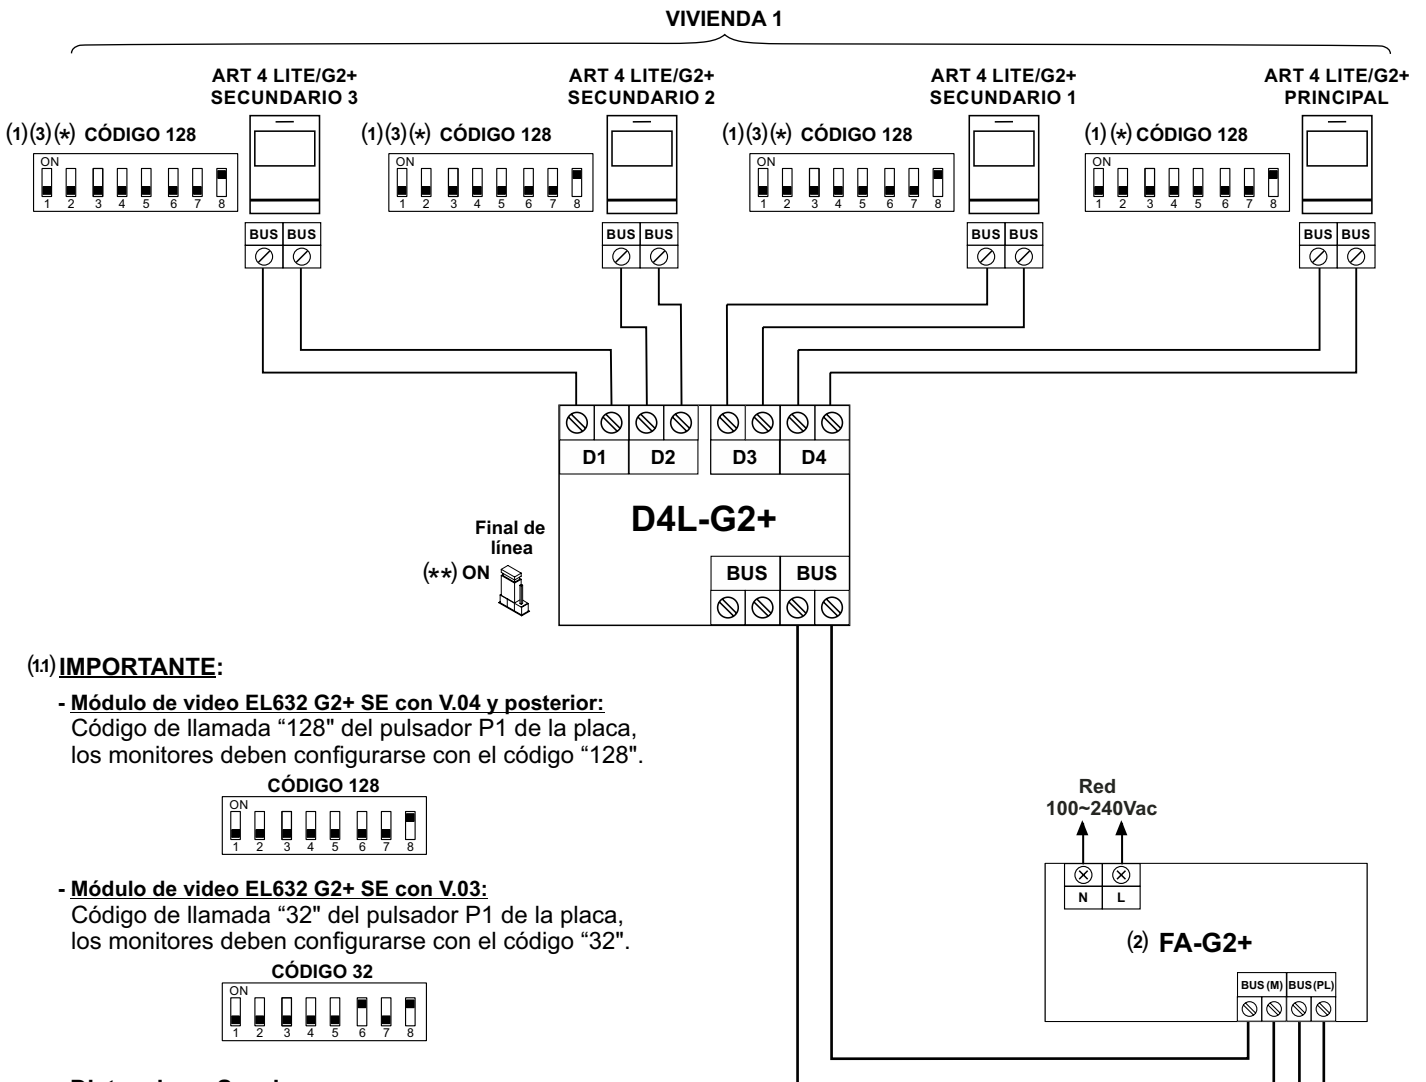 VIVIENDA 1
ART 4 LITE/G2+
SECUNDARIO 3
ART 4 LITE/G2+
SECUNDARIO 2
ART 4 LITE/G2+
SECUNDARIO 1
ART 4 LITE/G2+
PRINCIPAL
(1)(3)(*) CÓDIGO 128
(1)(3)(*) CÓDIGO 128
(1)(3)(*) CÓDIGO 128
(1) (*) CÓDIGO 128
ON
1 2 3 4 5 6 7 8
ON
1 2 3 4 5 6 7 8
ON
1 2 3 4 5 6 7 8
ON
1 2 3 4 5 6 7 8
BUS BUS
BUS BUS
BUS BUS
BUS BUS
D1 D2 D3 D4
D4L-G2+
Final de
línea
(**) ON
BUS BUS
(1.1) IMPORTANTE:
- Módulo de video EL632 G2+ SE con V.04 y posterior:
Código de llamada “128" del pulsador P1 de la placa,
los monitores deben configurarse con el código “128".
CÓDIGO 128
ON
1 2 3 4 5 6 7 8
- Módulo de video EL632 G2+ SE con V.03:
Código de llamada “32" del pulsador P1 de la placa,
los monitores deben configurarse con el código “32".
CÓDIGO 32
ON
1 2 3 4 5 6 7 8
Red
100~240Vac
N L
(2) FA-G2+
BUS (M) BUS (PL)